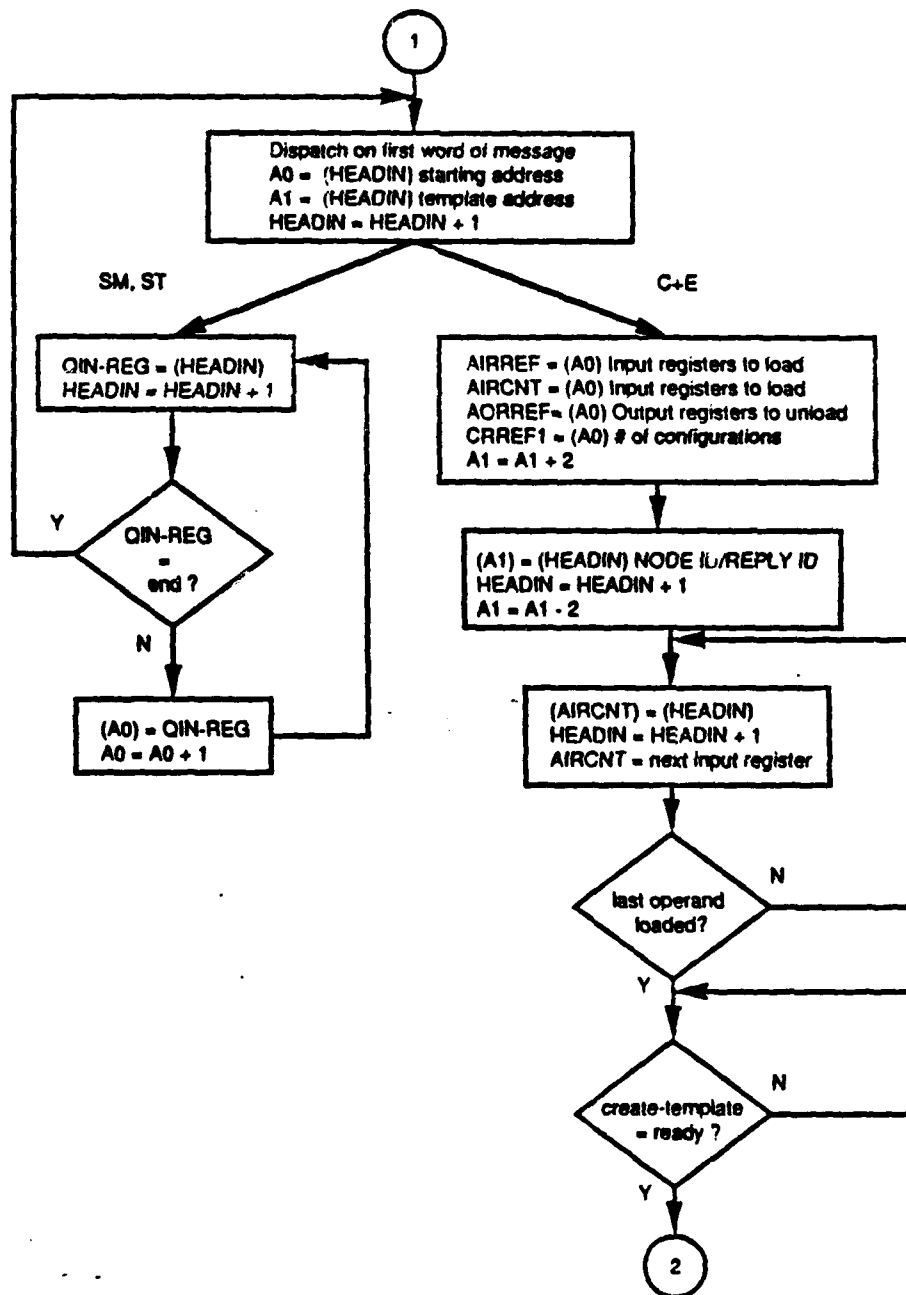 1
Dispatch on first word of message
A0 = (HEADIN) starting address
A1 = (HEADIN) template address
HEADIN = HEADIN + 1
SM, ST
C+E
QIN-REG = (HEADIN)
HEADIN = HEADIN + 1
AIRREF = (A0) Input registers to load
AIRCNT = (A0) Input registers to load
AORREF= (A0) Output registers to unload
CRREF1 = (A0) # of configurations
A1 = A1 + 2
Y
QIN-REG
=
end ?
N
(A1) = (HEADIN) NODE ID/REPLY ID
HEADIN = HEADIN + 1
A1 = A1 - 2
(A0) = QIN-REG
A0 = A0 + 1
(AIRCNT) = (HEADIN)
HEADIN = HEADIN + 1
AIRCNT = next input register
last operand
loaded?
N
Y
create-template
= ready ?
N
Y
2